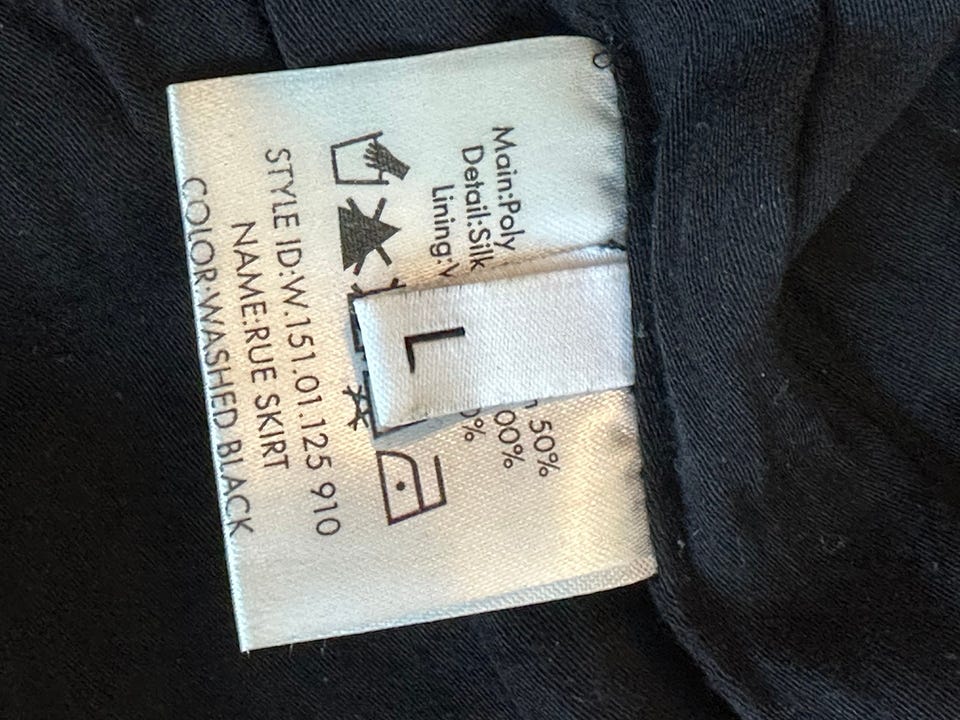 Main:Poly 50%
Detail:Silk 00%
Lining:V 0%
L
STYLE ID:W.151.01.125 910
NAME:RUE SKIRT
COLOR:WASHED BLACK